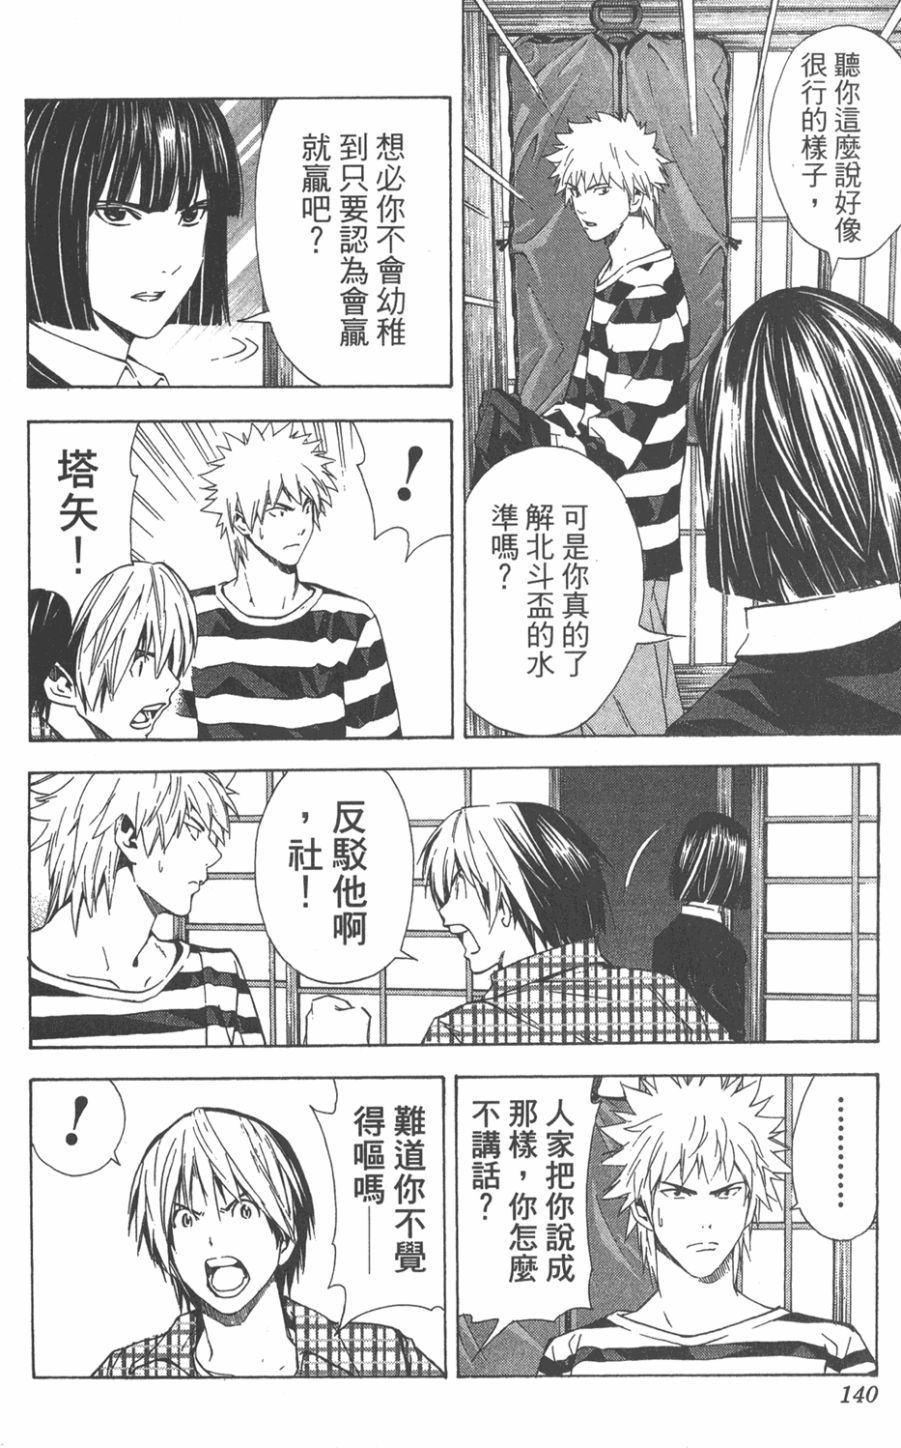 聽你這麼說好像
很行的樣子，
可是你真的了
解北斗盃的水
準嗎？
想必你不會幼稚
到只要認為會贏
就贏吧？
！
塔矢！
反駁他啊
，社！
………
人家把你說成
那樣，你怎麼
不講話？
難道你不覺
得嘔嗎——
！
140